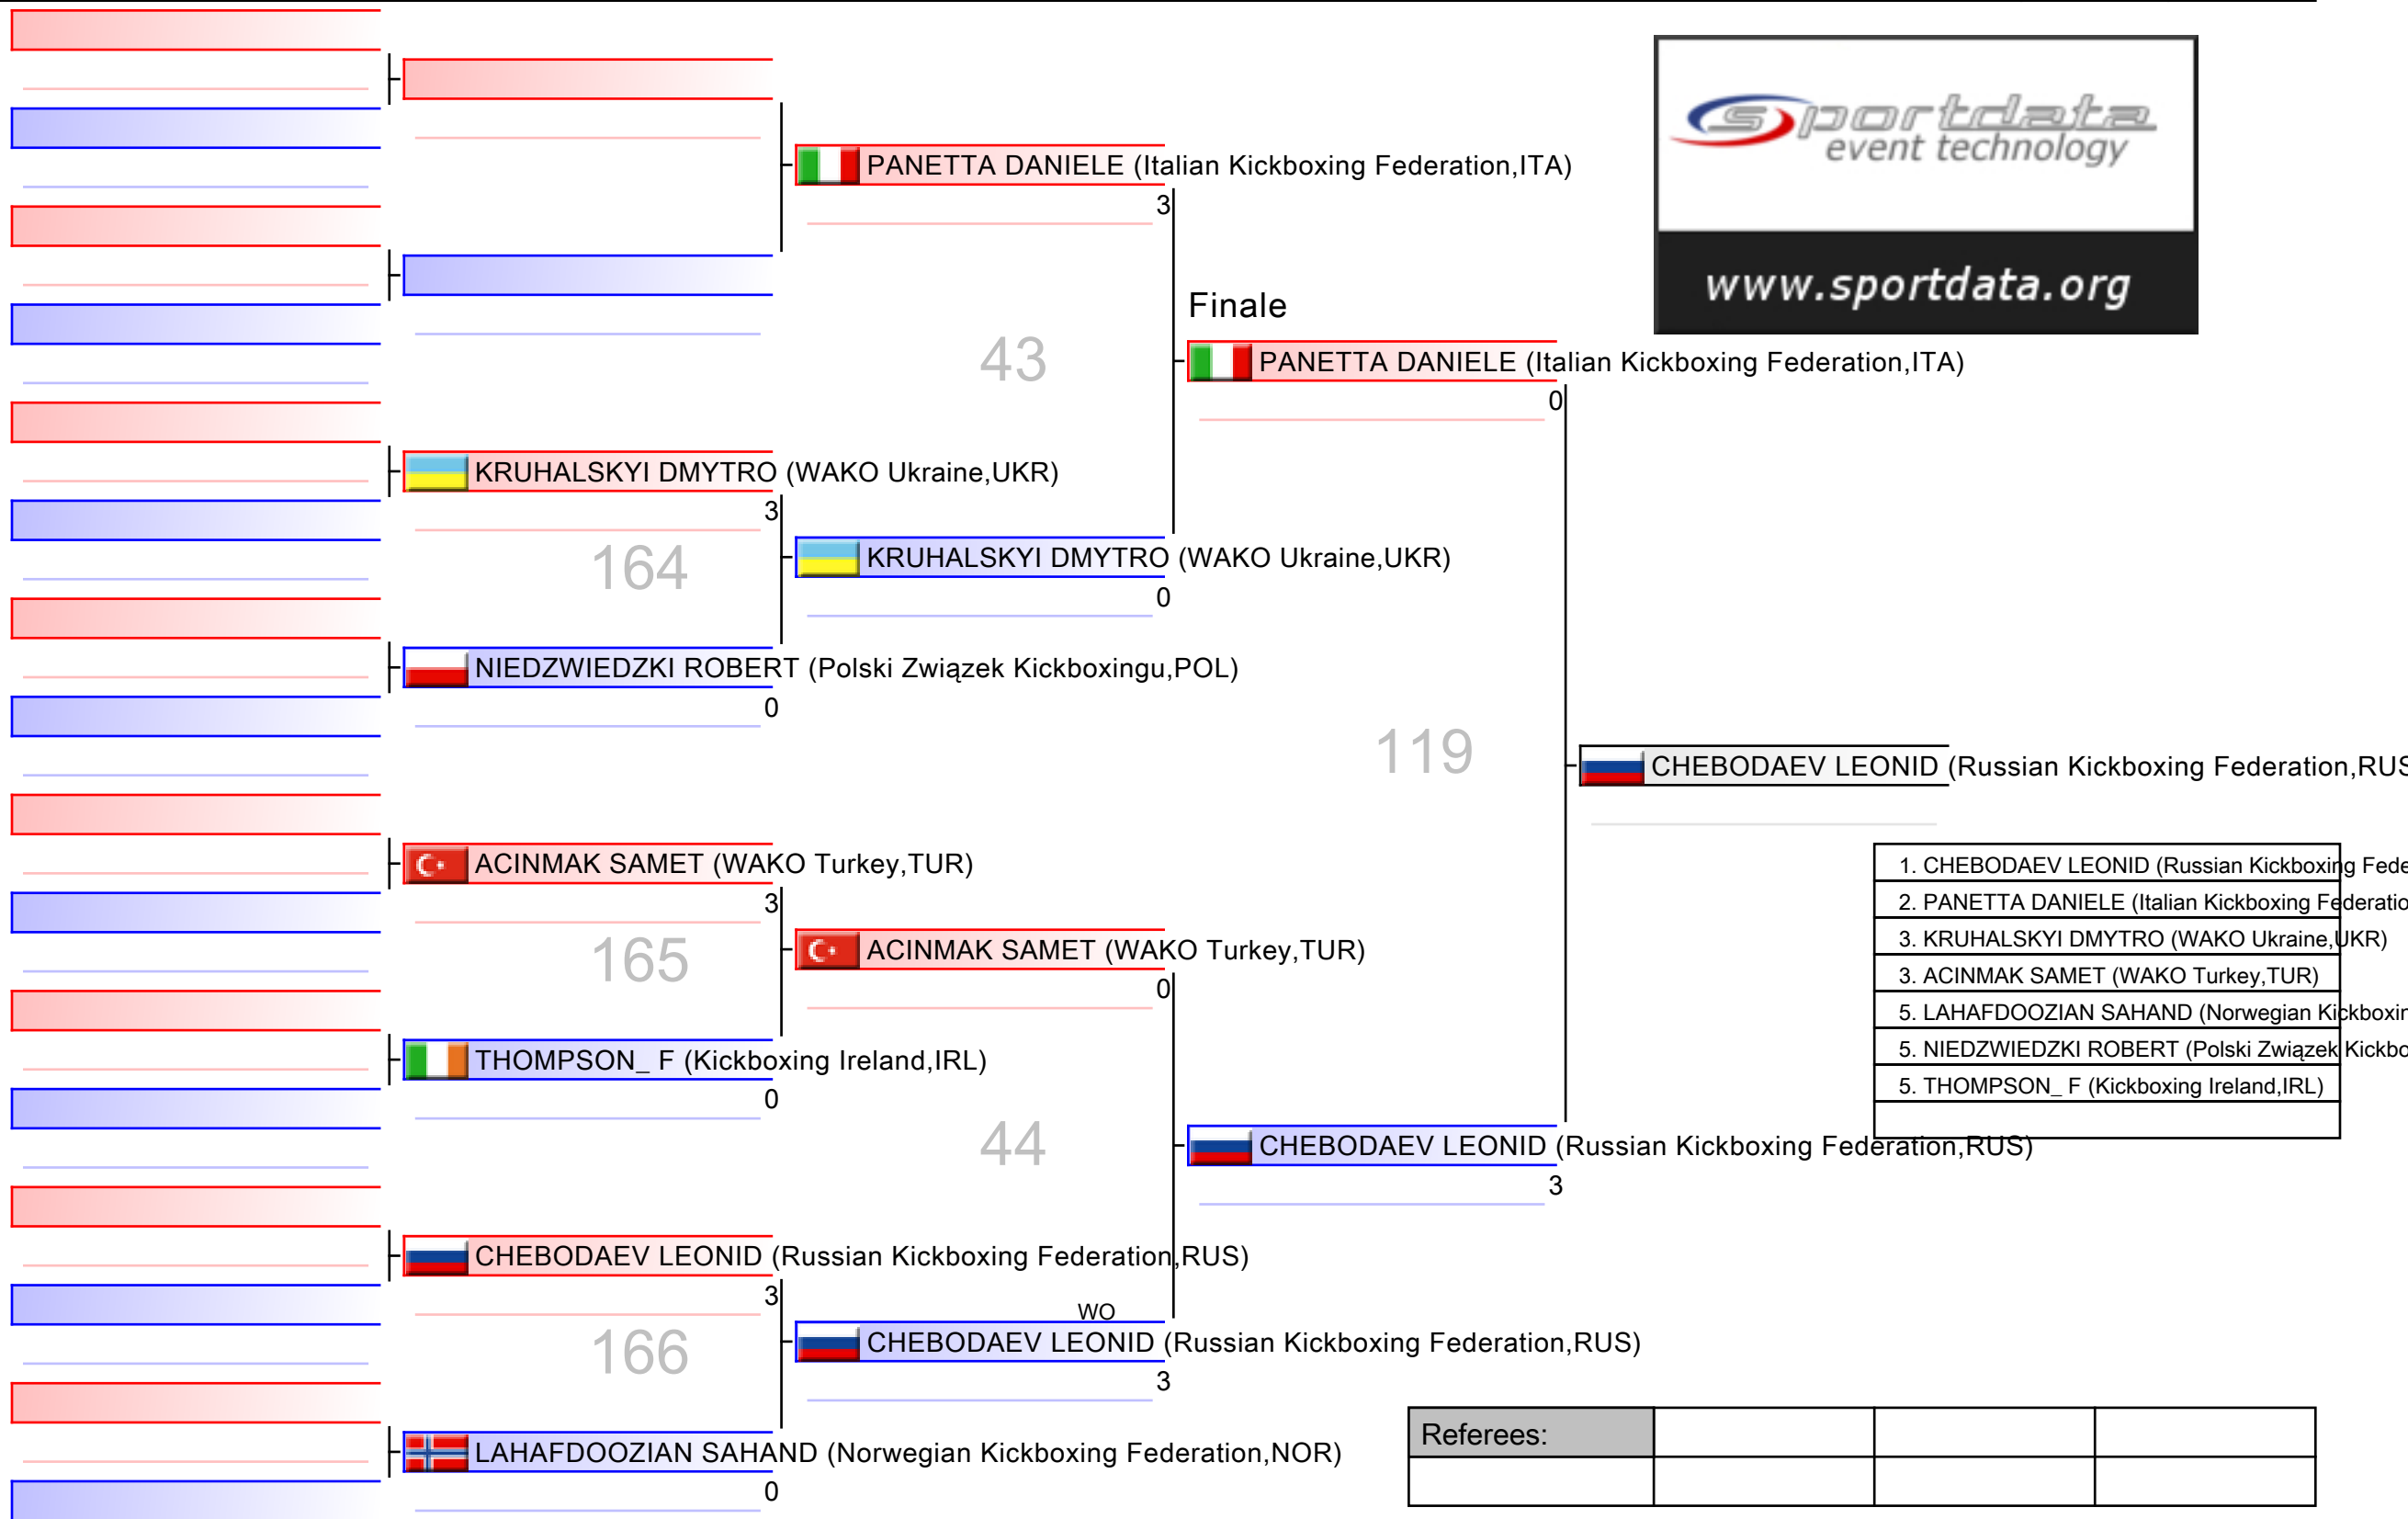 sportdata
event technology
www.sportdata.org
PANETTA DANIELE (Italian Kickboxing Federation,ITA)
3
Finale
43
PANETTA DANIELE (Italian Kickboxing Federation,ITA)
0
KRUHALSKYI DMYTRO (WAKO Ukraine,UKR)
3
164
KRUHALSKYI DMYTRO (WAKO Ukraine,UKR)
0
NIEDZWIEDZKI ROBERT (Polski Związek Kickboxingu,POL)
0
119
CHEBODAEV LEONID (Russian Kickboxing Federation,RUS
ACINMAK SAMET (WAKO Turkey,TUR)
3
165
ACINMAK SAMET (WAKO Turkey,TUR)
0
THOMPSON_ F (Kickboxing Ireland,IRL)
0
44
CHEBODAEV LEONID (Russian Kickboxing Federation,RUS)
3
1. CHEBODAEV LEONID (Russian Kickboxing Fede
2. PANETTA DANIELE (Italian Kickboxing Federatio
3. KRUHALSKYI DMYTRO (WAKO Ukraine,UKR)
3. ACINMAK SAMET (WAKO Turkey,TUR)
5. LAHAFDOOZIAN SAHAND (Norwegian Kickboxin
5. NIEDZWIEDZKI ROBERT (Polski Związek Kickbo
5. THOMPSON_ F (Kickboxing Ireland,IRL)
CHEBODAEV LEONID (Russian Kickboxing Federation,RUS)
3
166
WO
CHEBODAEV LEONID (Russian Kickboxing Federation,RUS)
3
LAHAFDOOZIAN SAHAND (Norwegian Kickboxing Federation,NOR)
0
Referees: